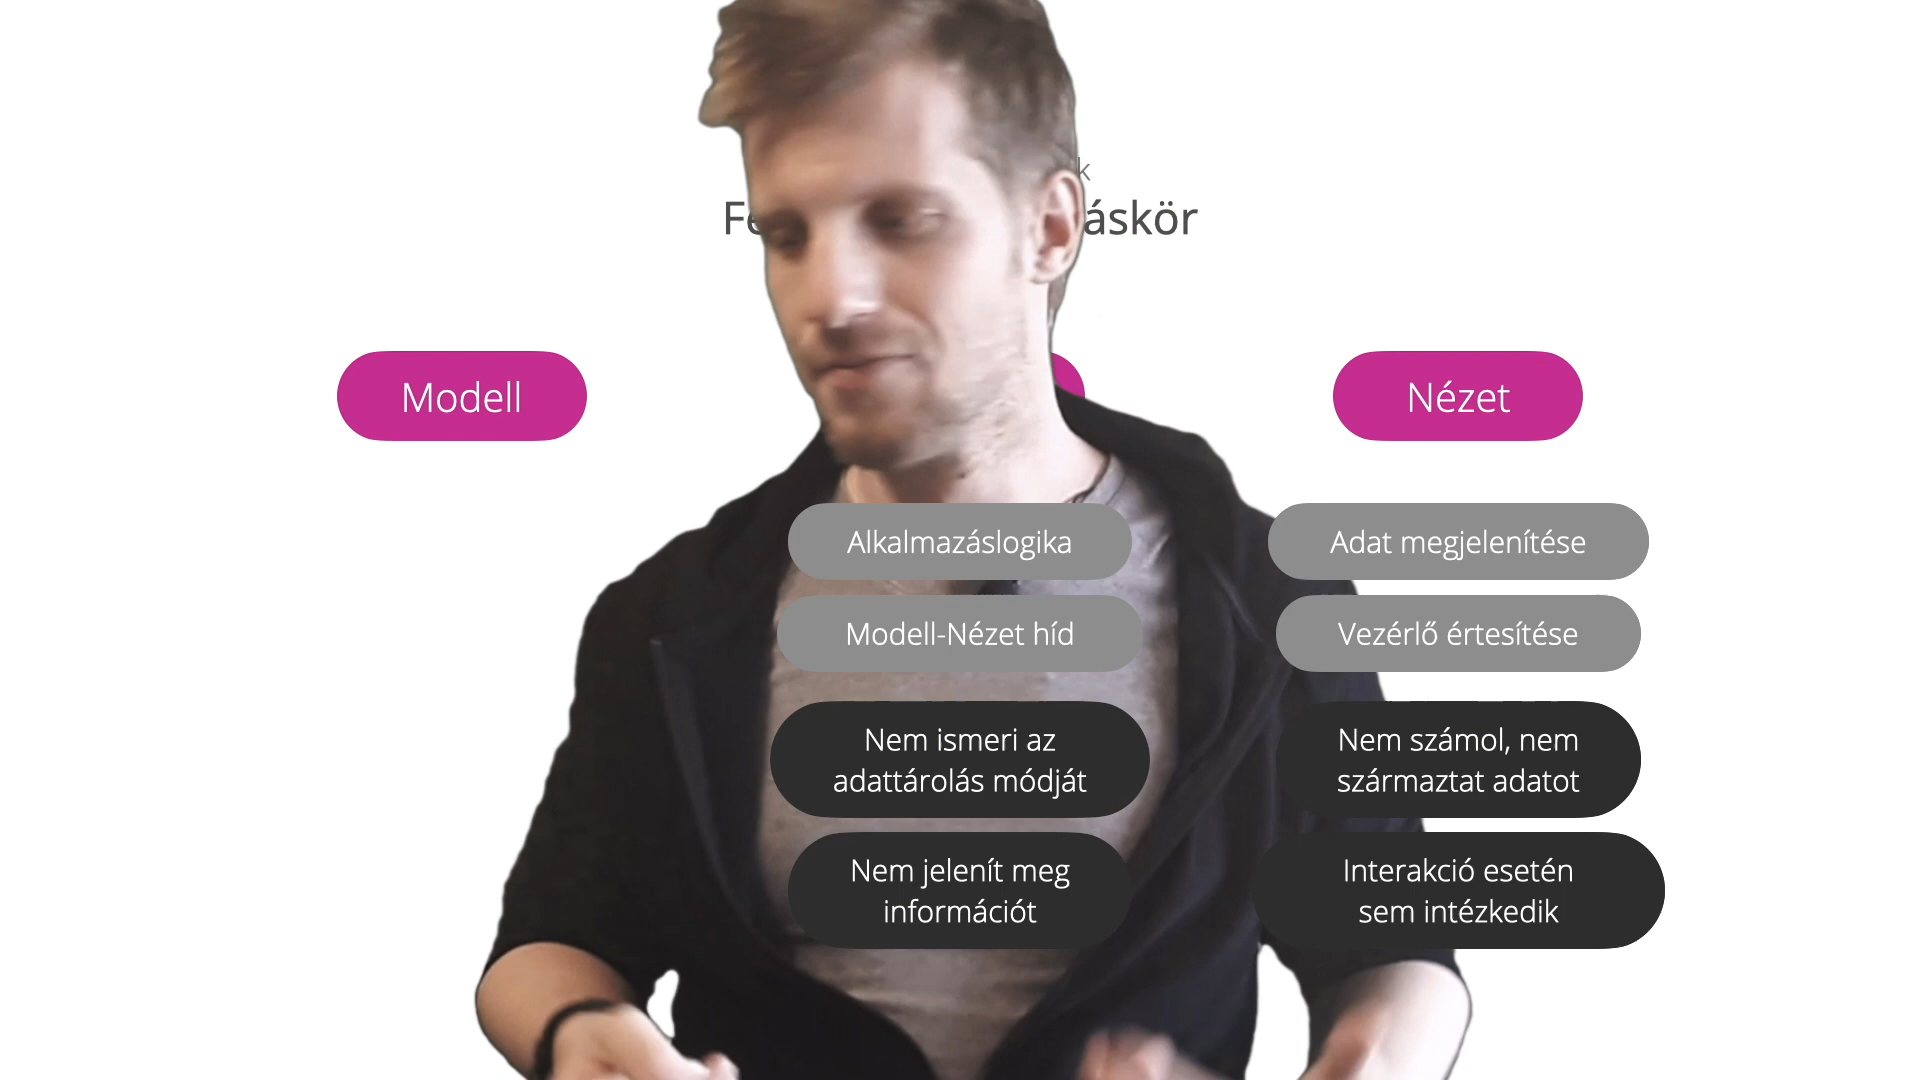 Modell
Nézet
Alkalmazáslogika
Adat megjelenítése
Modell-Nézet híd
Vezérlő értesítése
Nem ismeri az
adattárolás módját
Nem számol, nem
származtat adatot
Nem jelenít meg
információt
Interakció esetén
sem intézkedik